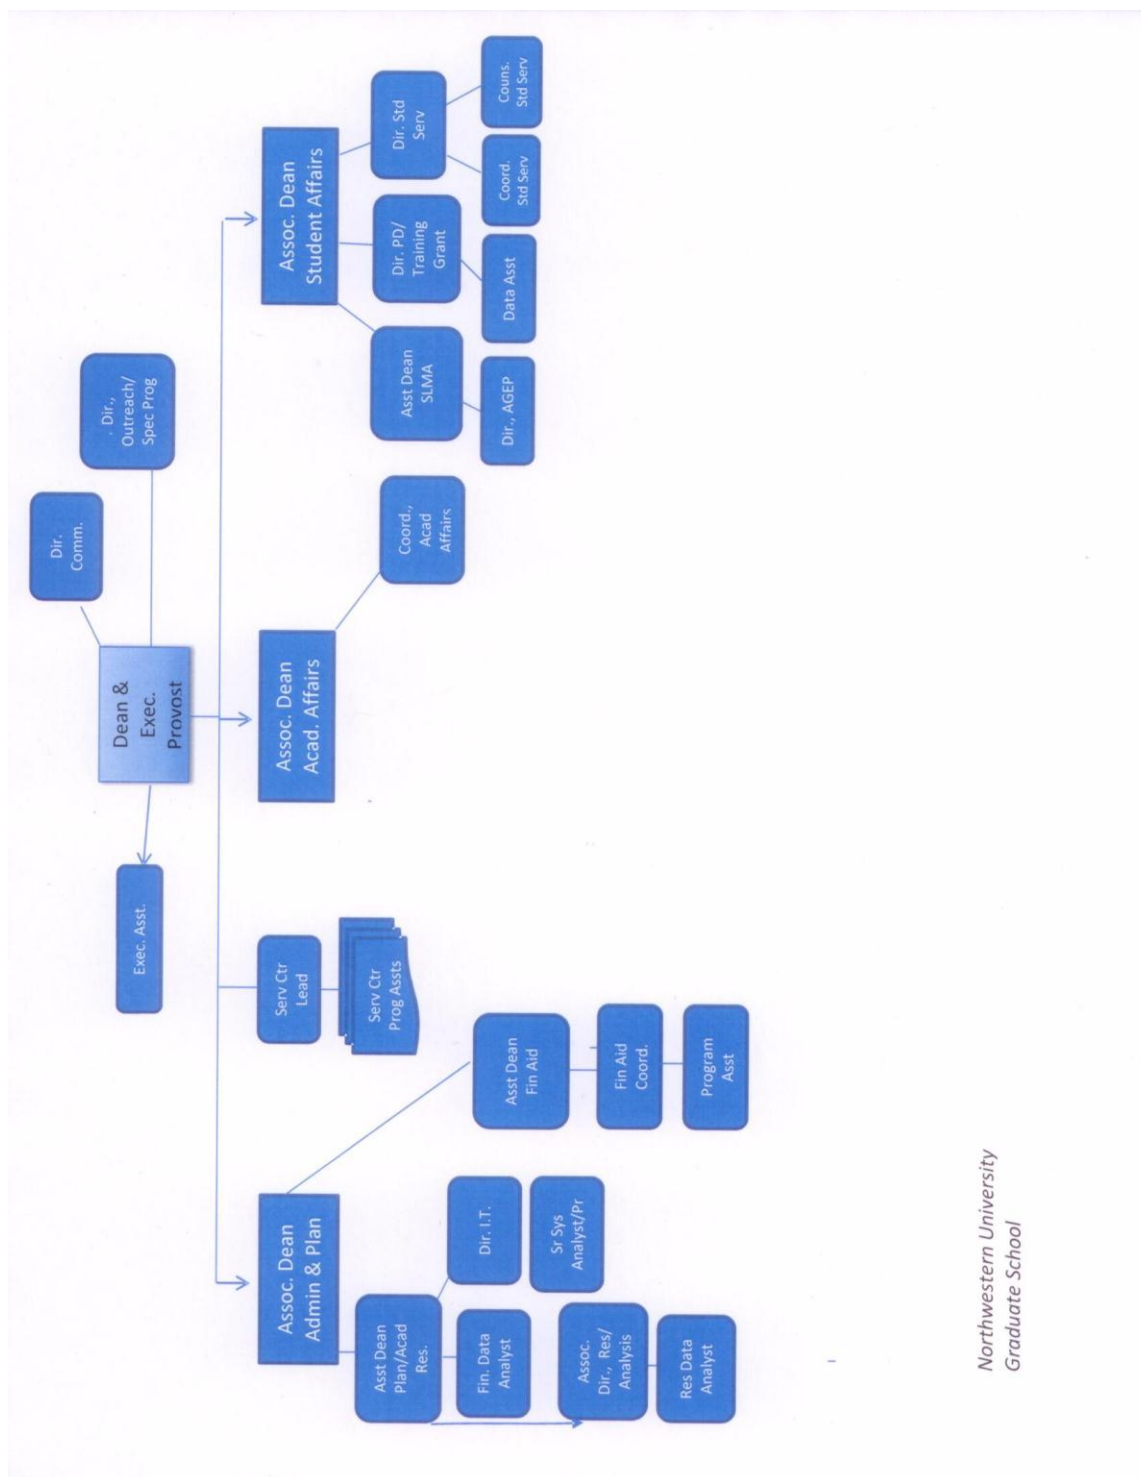 Dir.
Comm.
. Dir.,
Outreach/
Spec Prog
Dean &
Exec.
Provost
Exec. Asst.
Assoc. Dean
Admin & Plan
Serv Ctr
Lead
Assoc. Dean
Acad. Affairs
Assoc. Dean
Student Affairs
Serv Ctr
Prog Assts
Asst Dean
Plan/Acad
Res.
Coord.,
Acad
Affairs
Asst Dean
SLMA
Dir. PD/
Training
Grant
Dir. Std
Serv
Fin. Data
Analyst
Dir. I.T.
Asst Dean
Fin Aid
Dir., AGEP
Data Asst
Coord.
Std Serv
Couns.
Std Serv
Sr Sys
Analyst/Pr
Assoc.
Dir., Res/
Analysis
Fin Aid
Coord.
Res Data
Analyst
Program
Asst
Northwestern University
Graduate School